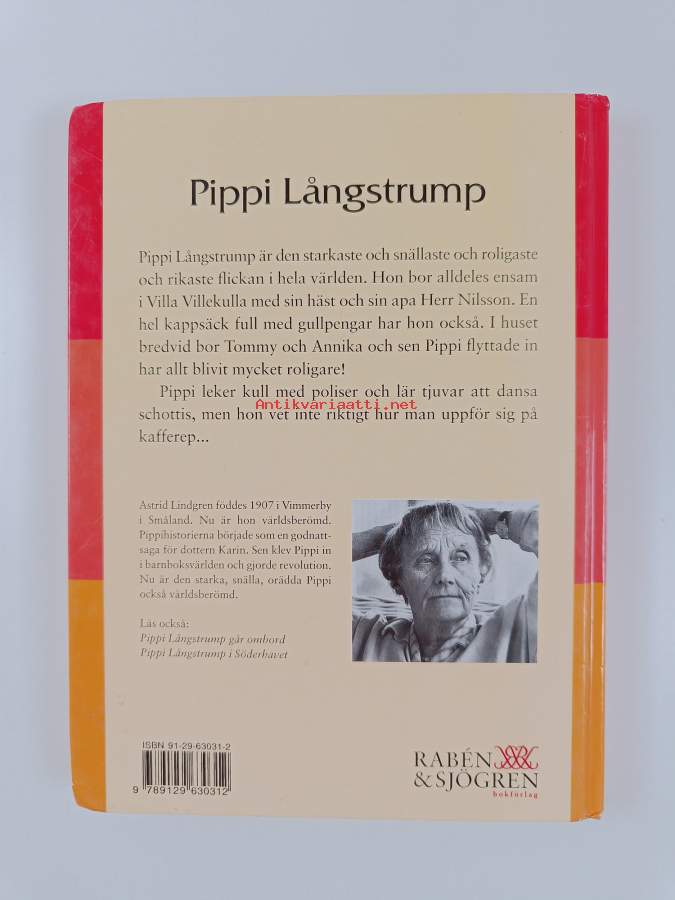 Pippi Långstrump
Pippi Långstrump är den starkaste och snällaste och roligaste
och rikaste flickan i hela världen. Hon bor alldeles ensam
i Villa Villekulla med sin häst och sin apa Herr Nilsson. En
hel kappsäck full med gullpengar har hon också. I huset
bredvid bor Tommy och Annika och sen Pippi flyttade in
har allt blivit mycket roligare!
Pippi leker kull med poliser och lär tjuvar att dansa
Antikvariaatti.net
schottis, men hon vet inte riktigt hur man uppför sig på
kafferep...
Astrid Lindgren föddes 1907 i Vimmerby
i Småland. Nu är hon världsberömd.
Pippihistorierna började som en godnatt-
saga för dottern Karin. Sen klev Pippi in
i barnboksvärlden och gjorde revolution.
Nu är den starka, snälla, orädda Pippi
också världsberömd.
Läs också:
Pippi Långstrump går ombord
Pippi Långstrump i Söderhavet
ISBN 91-29-63031-2
9 789129 630312
RABÉN
& SJÖGREN
bokförlag